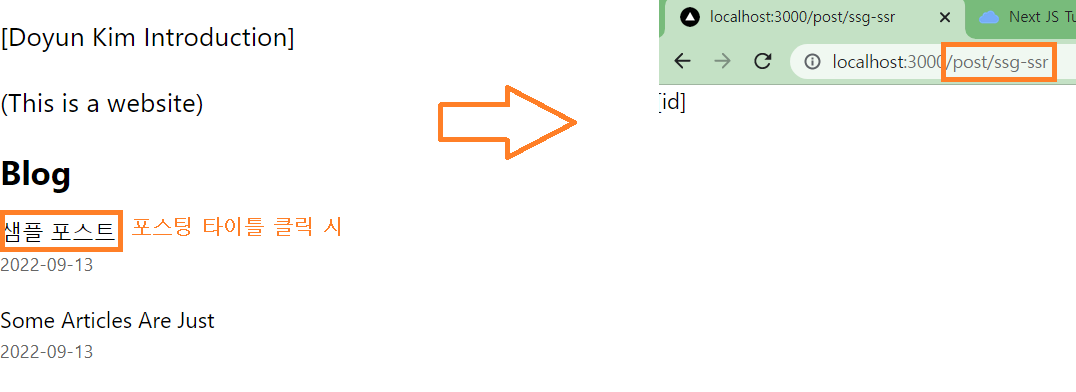 [Doyun Kim Introduction]
(This is a website)
Blog
샘플 포스트 포스팅 타이틀 클릭 시
2022-09-13
Some Articles Are Just
2022-09-13
localhost:3000/post/ssg-ssr
Next JS Tu
localhost:3000/post/ssg-ssr
[id]